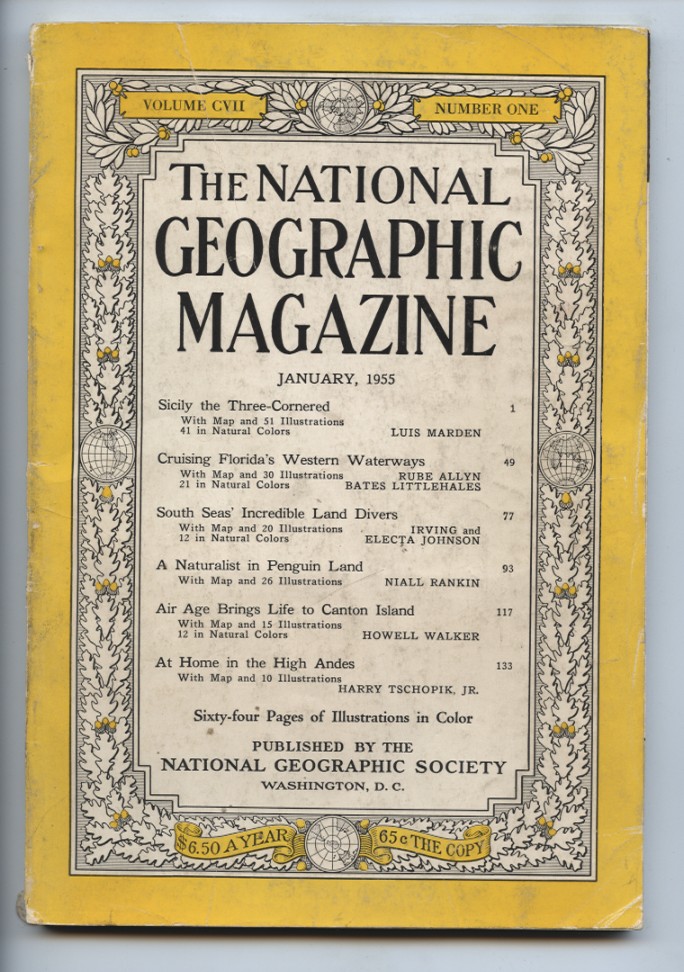 VOLUME CVII
NUMBER ONE
THE NATIONAL
GEOGRAPHIC
MAGAZINE
JANUARY, 1955
Sicily the Three-Cornered 1
With Map and 51 Illustrations
41 in Natural Colors LUIS MARDEN
Cruising Florida's Western Waterways 49
With Map and 30 Illustrations RUBE ALLYN
21 in Natural Colors BATES LITTLEHALES
South Seas' Incredible Land Divers 77
With Map and 20 Illustrations IRVING and
12 in Natural Colors ELECTA JOHNSON
A Naturalist in Penguin Land 93
With Map and 26 Illustrations NIALL RANKIN
Air Age Brings Life to Canton Island 117
With Map and 15 Illustrations
12 in Natural Colors HOWELL WALKER
At Home in the High Andes 133
With Map and 10 Illustrations
HARRY TSCHOPIK, JR.
Sixty-four Pages of Illustrations in Color
PUBLISHED BY THE
NATIONAL GEOGRAPHIC SOCIETY
WASHINGTON, D. C.
$6.50 A YEAR
65¢ THE COPY